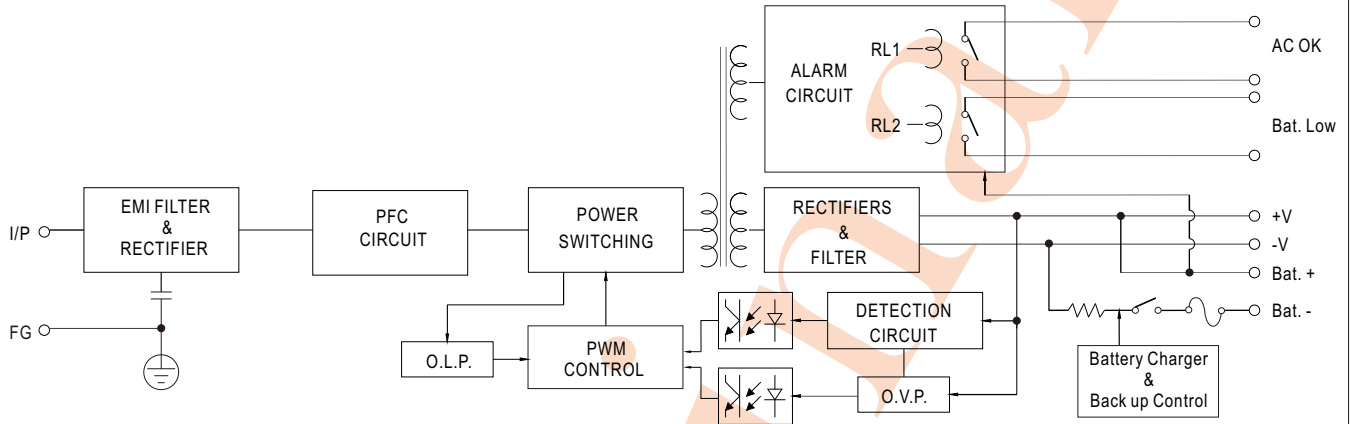 RL1
AC OK
ALARM
CIRCUIT
RL2
Bat. Low
EMI FILTER
&
RECTIFIER
PFC
CIRCUIT
POWER
SWITCHING
RECTIFIERS
&
FILTER
I/P
+V
-V
Bat. +
Bat. -
FG
O.L.P.
PWM
CONTROL
DETECTION
CIRCUIT
O.V.P.
Battery Charger
&
Back up Control